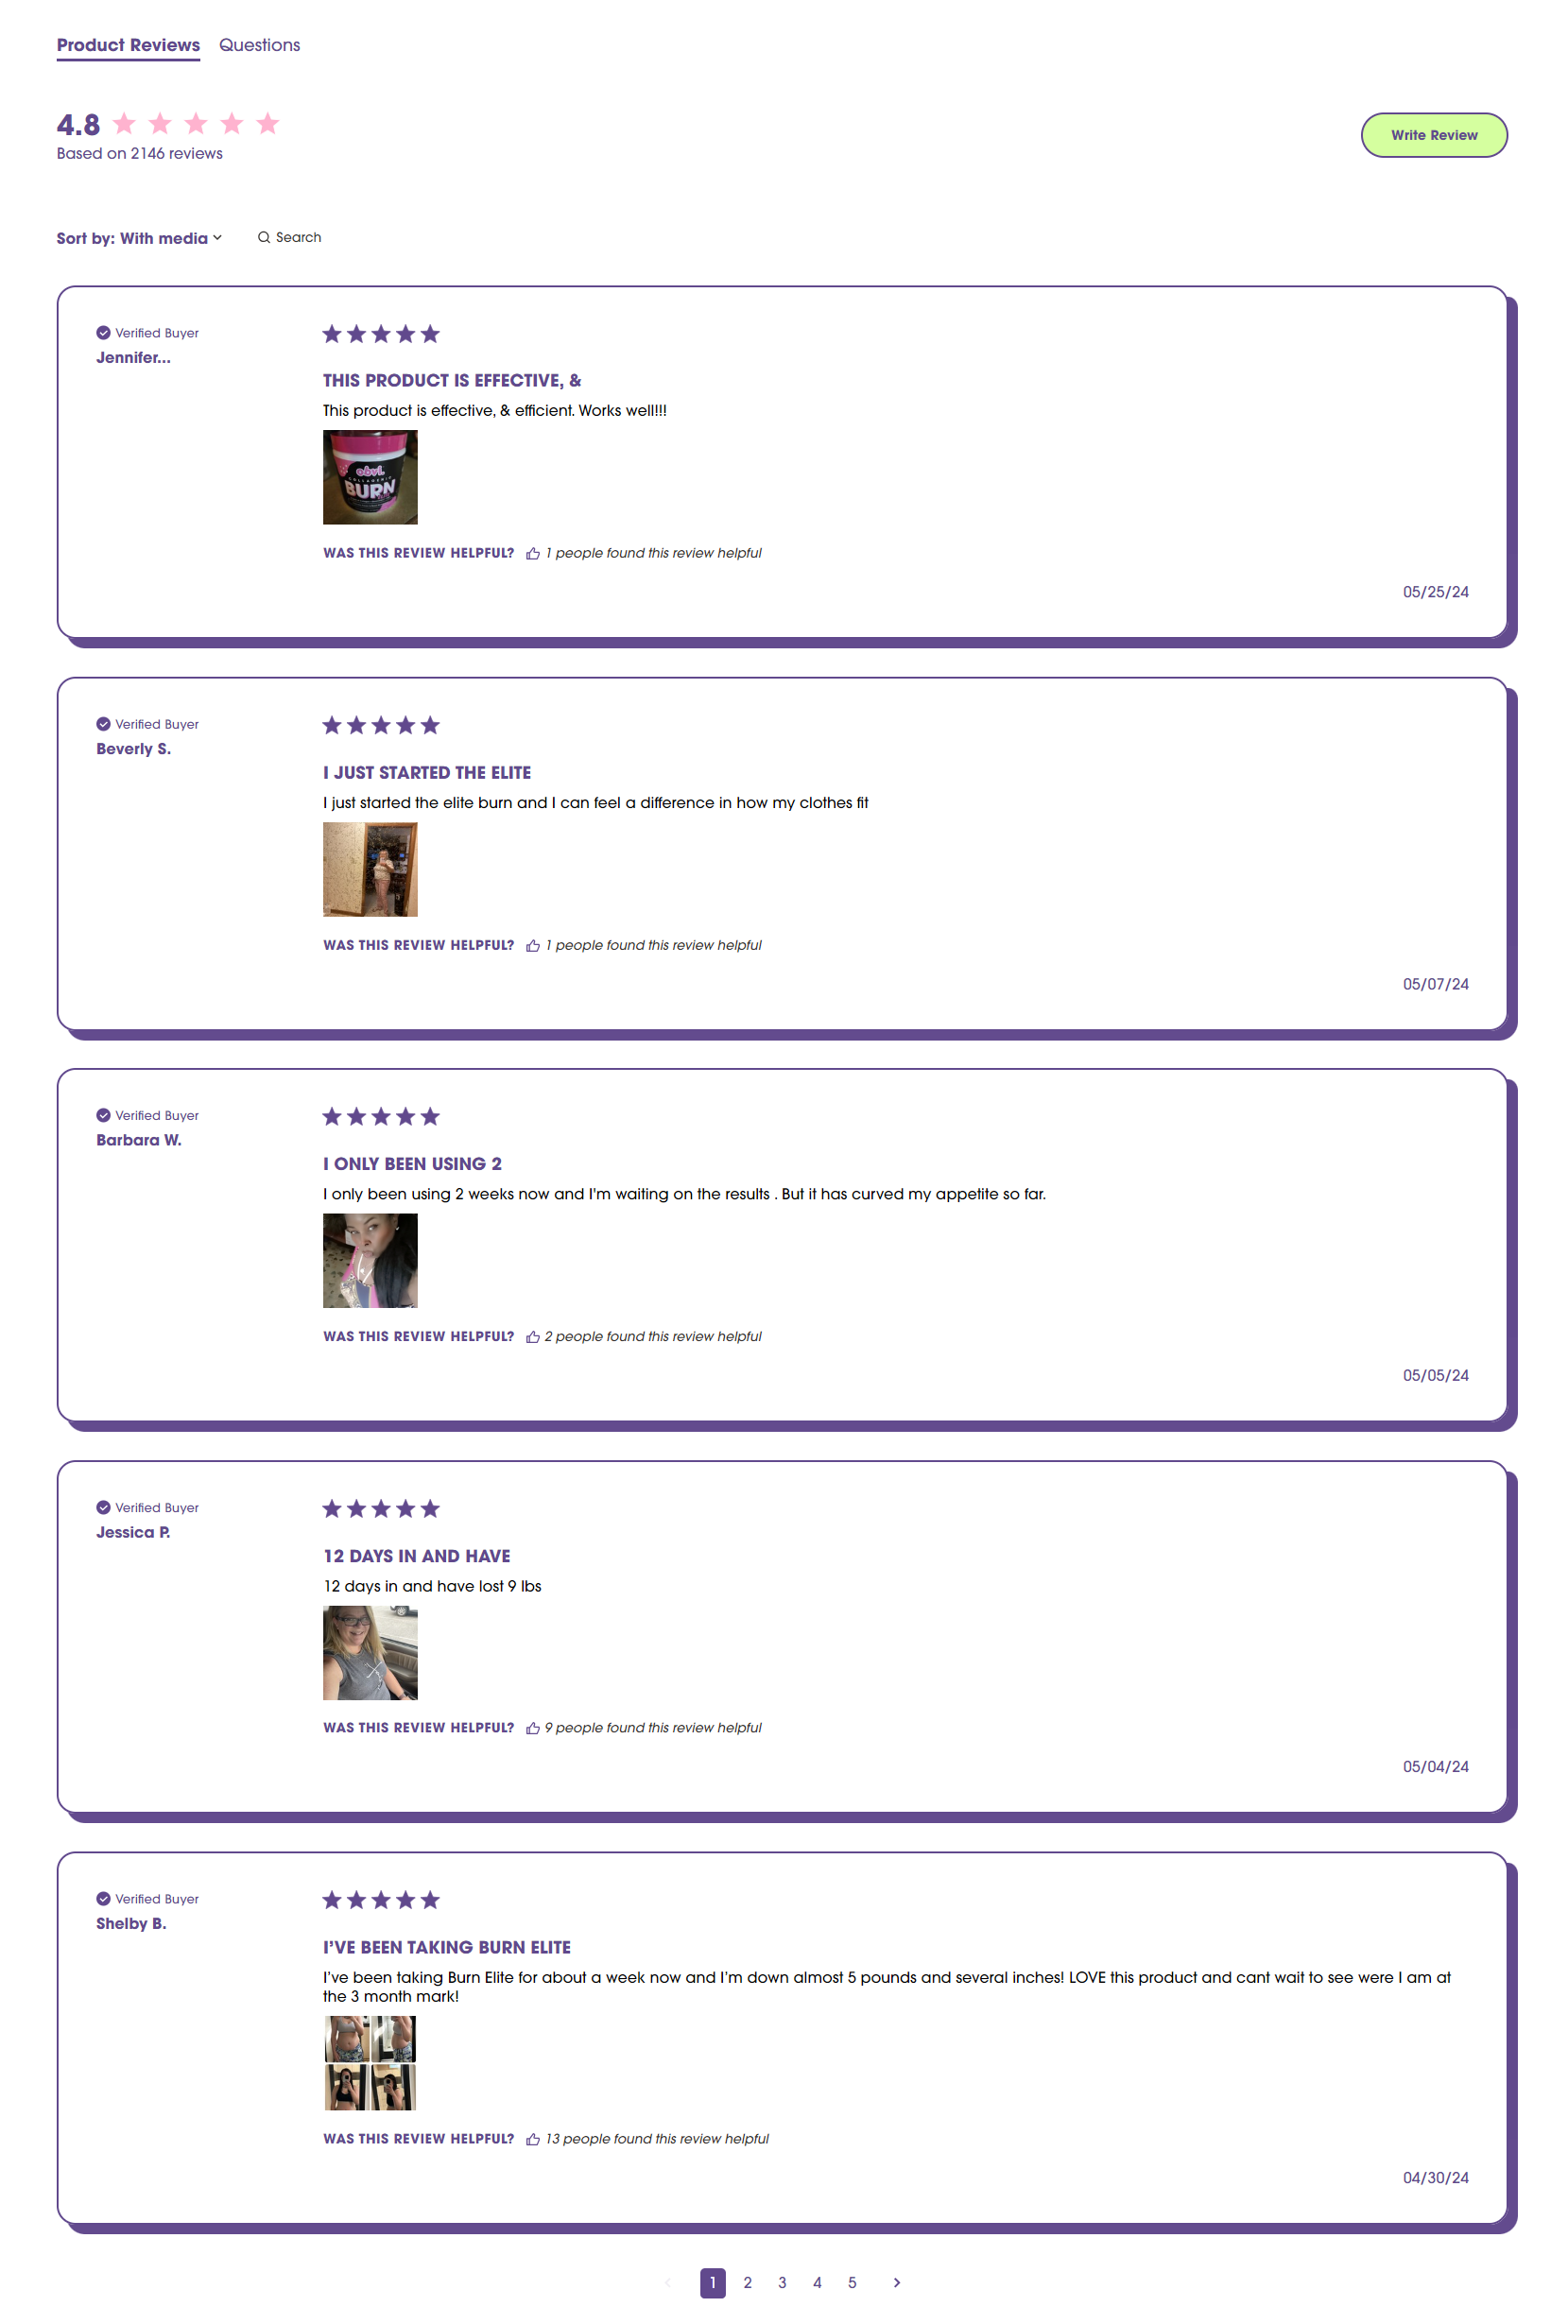 Product Reviews Questions
4.8
Based on 2146 reviews
Write Review
Sort by: With media Search
Verified Buyer
Jennifer...
THIS PRODUCT IS EFFECTIVE, &
This product is effective, & efficient. Works well!!!
obvi.
COLLAGENIC
BURN
WAS THIS REVIEW HELPFUL? 1 people found this review helpful
05/25/24
Verified Buyer
Beverly S.
I JUST STARTED THE ELITE
I just started the elite burn and I can feel a difference in how my clothes fit
WAS THIS REVIEW HELPFUL? 1 people found this review helpful
05/07/24
Verified Buyer
Barbara W.
I ONLY BEEN USING 2
I only been using 2 weeks now and I'm waiting on the results . But it has curved my appetite so far.
WAS THIS REVIEW HELPFUL? 2 people found this review helpful
05/05/24
Verified Buyer
Jessica P.
12 DAYS IN AND HAVE
12 days in and have lost 9 lbs
WAS THIS REVIEW HELPFUL? 9 people found this review helpful
05/04/24
Verified Buyer
Shelby B.
I’VE BEEN TAKING BURN ELITE
I’ve been taking Burn Elite for about a week now and I’m down almost 5 pounds and several inches! LOVE this product and cant wait to see were I am at
the 3 month mark!
WAS THIS REVIEW HELPFUL? 13 people found this review helpful
04/30/24
1 2 3 4 5